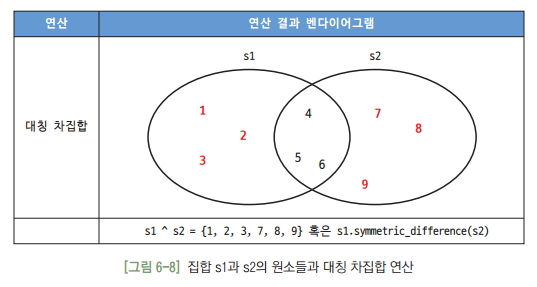 연산 연산 결과 벤다이어그램
s1 s2
대칭 차집합
1 2 3 4 5 6 7 8 9
s1 ^ s2 = {1, 2, 3, 7, 8, 9} 혹은 s1.symmetric_difference(s2)
[그림 6-8] 집합 s1과 s2의 원소들과 대칭 차집합 연산